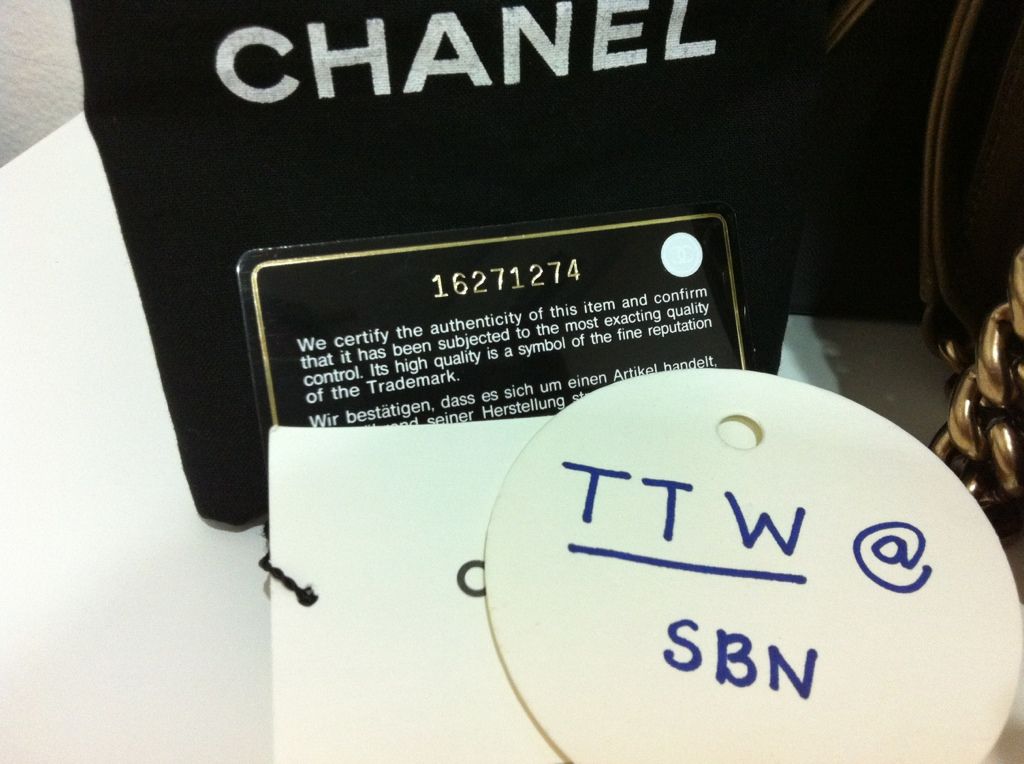 CHANEL
16271274
We certify the authenticity of this item and confirm
that it has been subjected to the most exacting quality
control. Its high quality is a symbol of the fine reputation
of the Trademark.
Wir bestätigen, dass es sich um einen Artikel handelt,
seiner Herstellung
TTW @
SBN